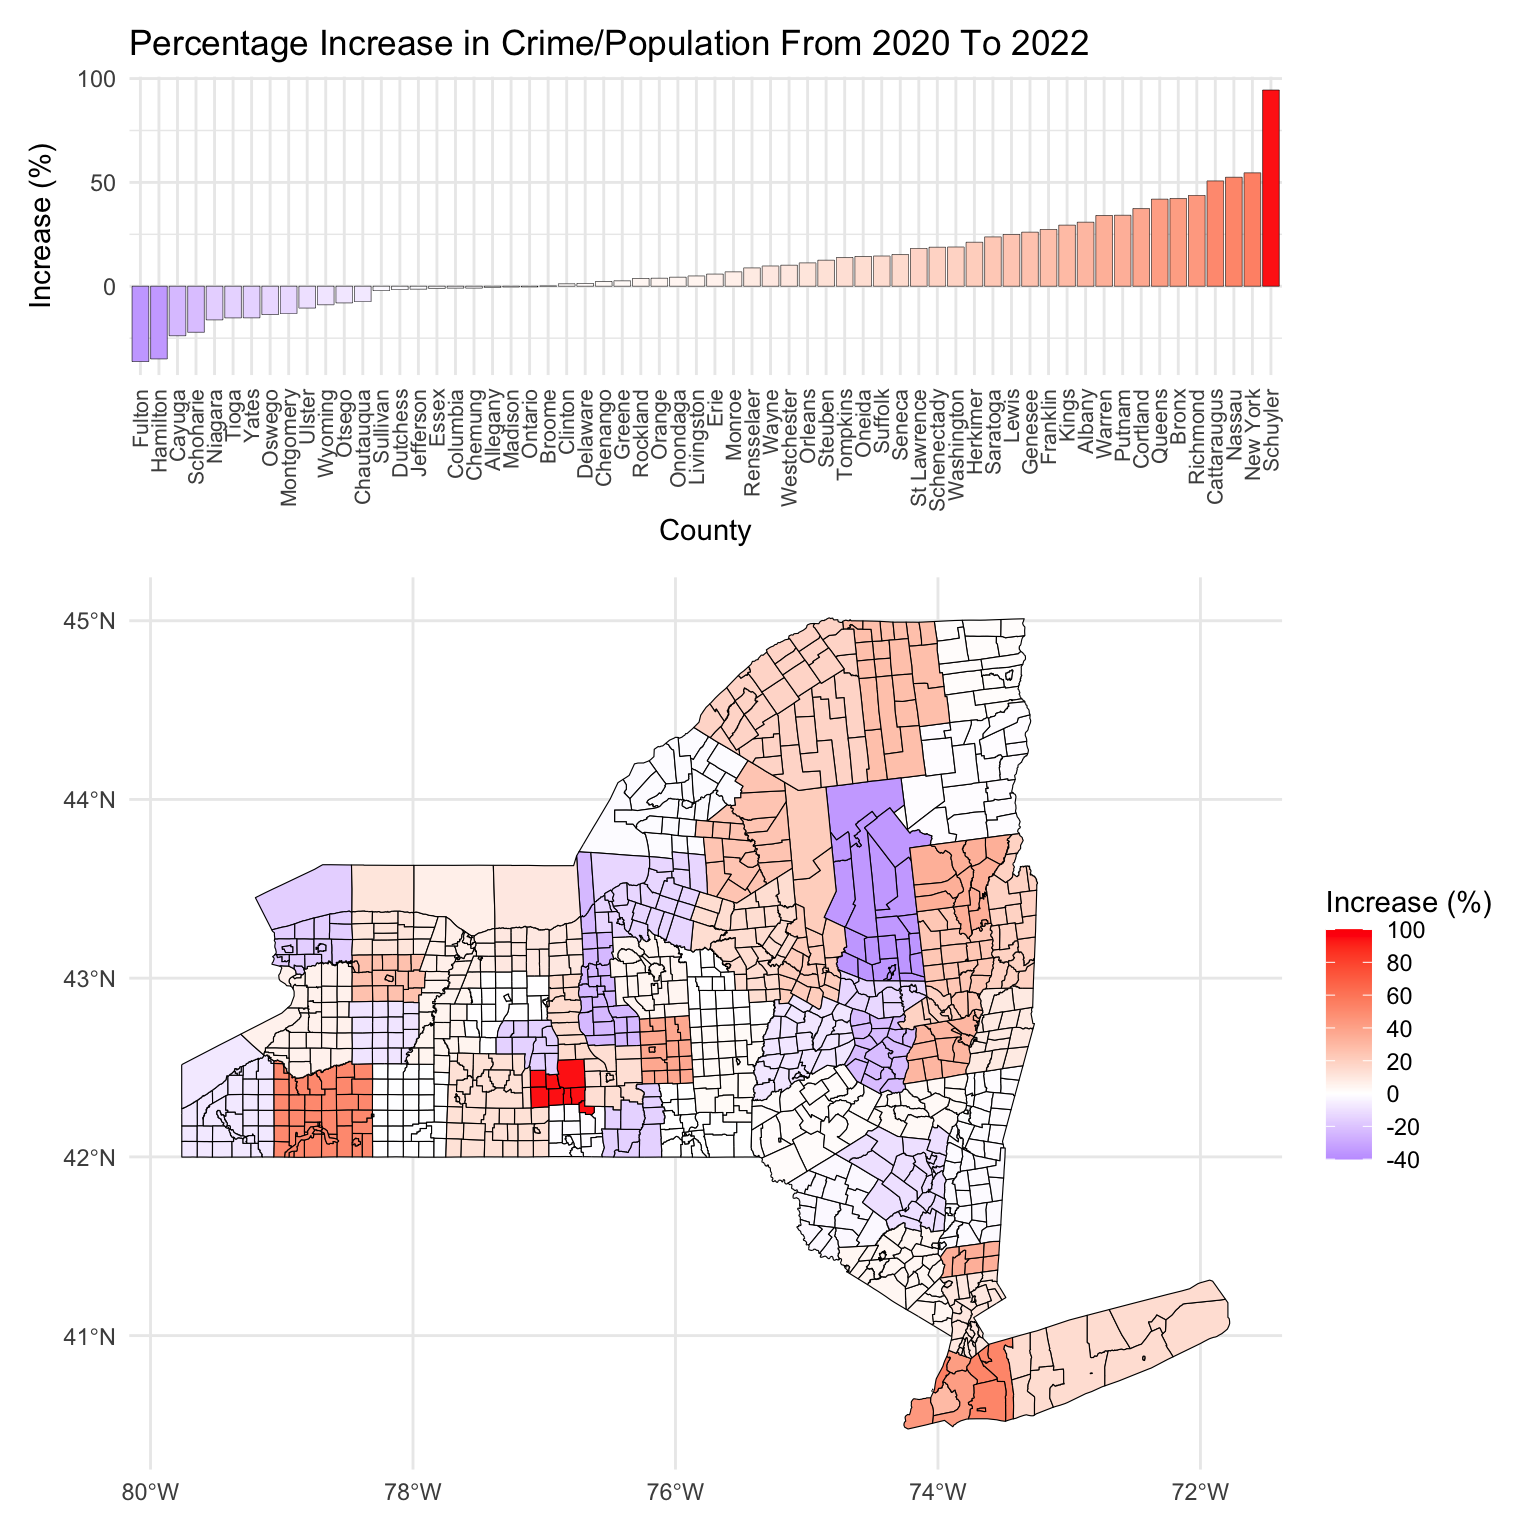 Percentage Increase in Crime/Population From 2020 To 2022
Increase (%)
100
50
0
Fulton
Hamilton
Cayuga
Schoharie
Niagara
Tioga
Yates
Oswego
Montgomery
Ulster
Wyoming
Otsego
Chautauqua
Sullivan
Dutchess
Jefferson
Essex
Columbia
Chemung
Allegany
Madison
Ontario
Broome
Clinton
Delaware
Chenango
Greene
Rockland
Orange
Onondaga
Livingston
Erie
Monroe
Rensselaer
Wayne
Westchester
Orleans
Steuben
Tompkins
Oneida
Suffolk
Seneca
St Lawrence
Schenectady
Washington
Herkimer
Saratoga
Lewis
Genesee
Franklin
Kings
Albany
Warren
Putnam
Cortland
Queens
Bronx
Richmond
Cattaraugus
Nassau
New York
Schuyler
County
45°N
44°N
43°N
42°N
41°N
80°W
78°W
76°W
74°W
72°W
Increase (%)
100
80
60
40
20
0
-20
-40